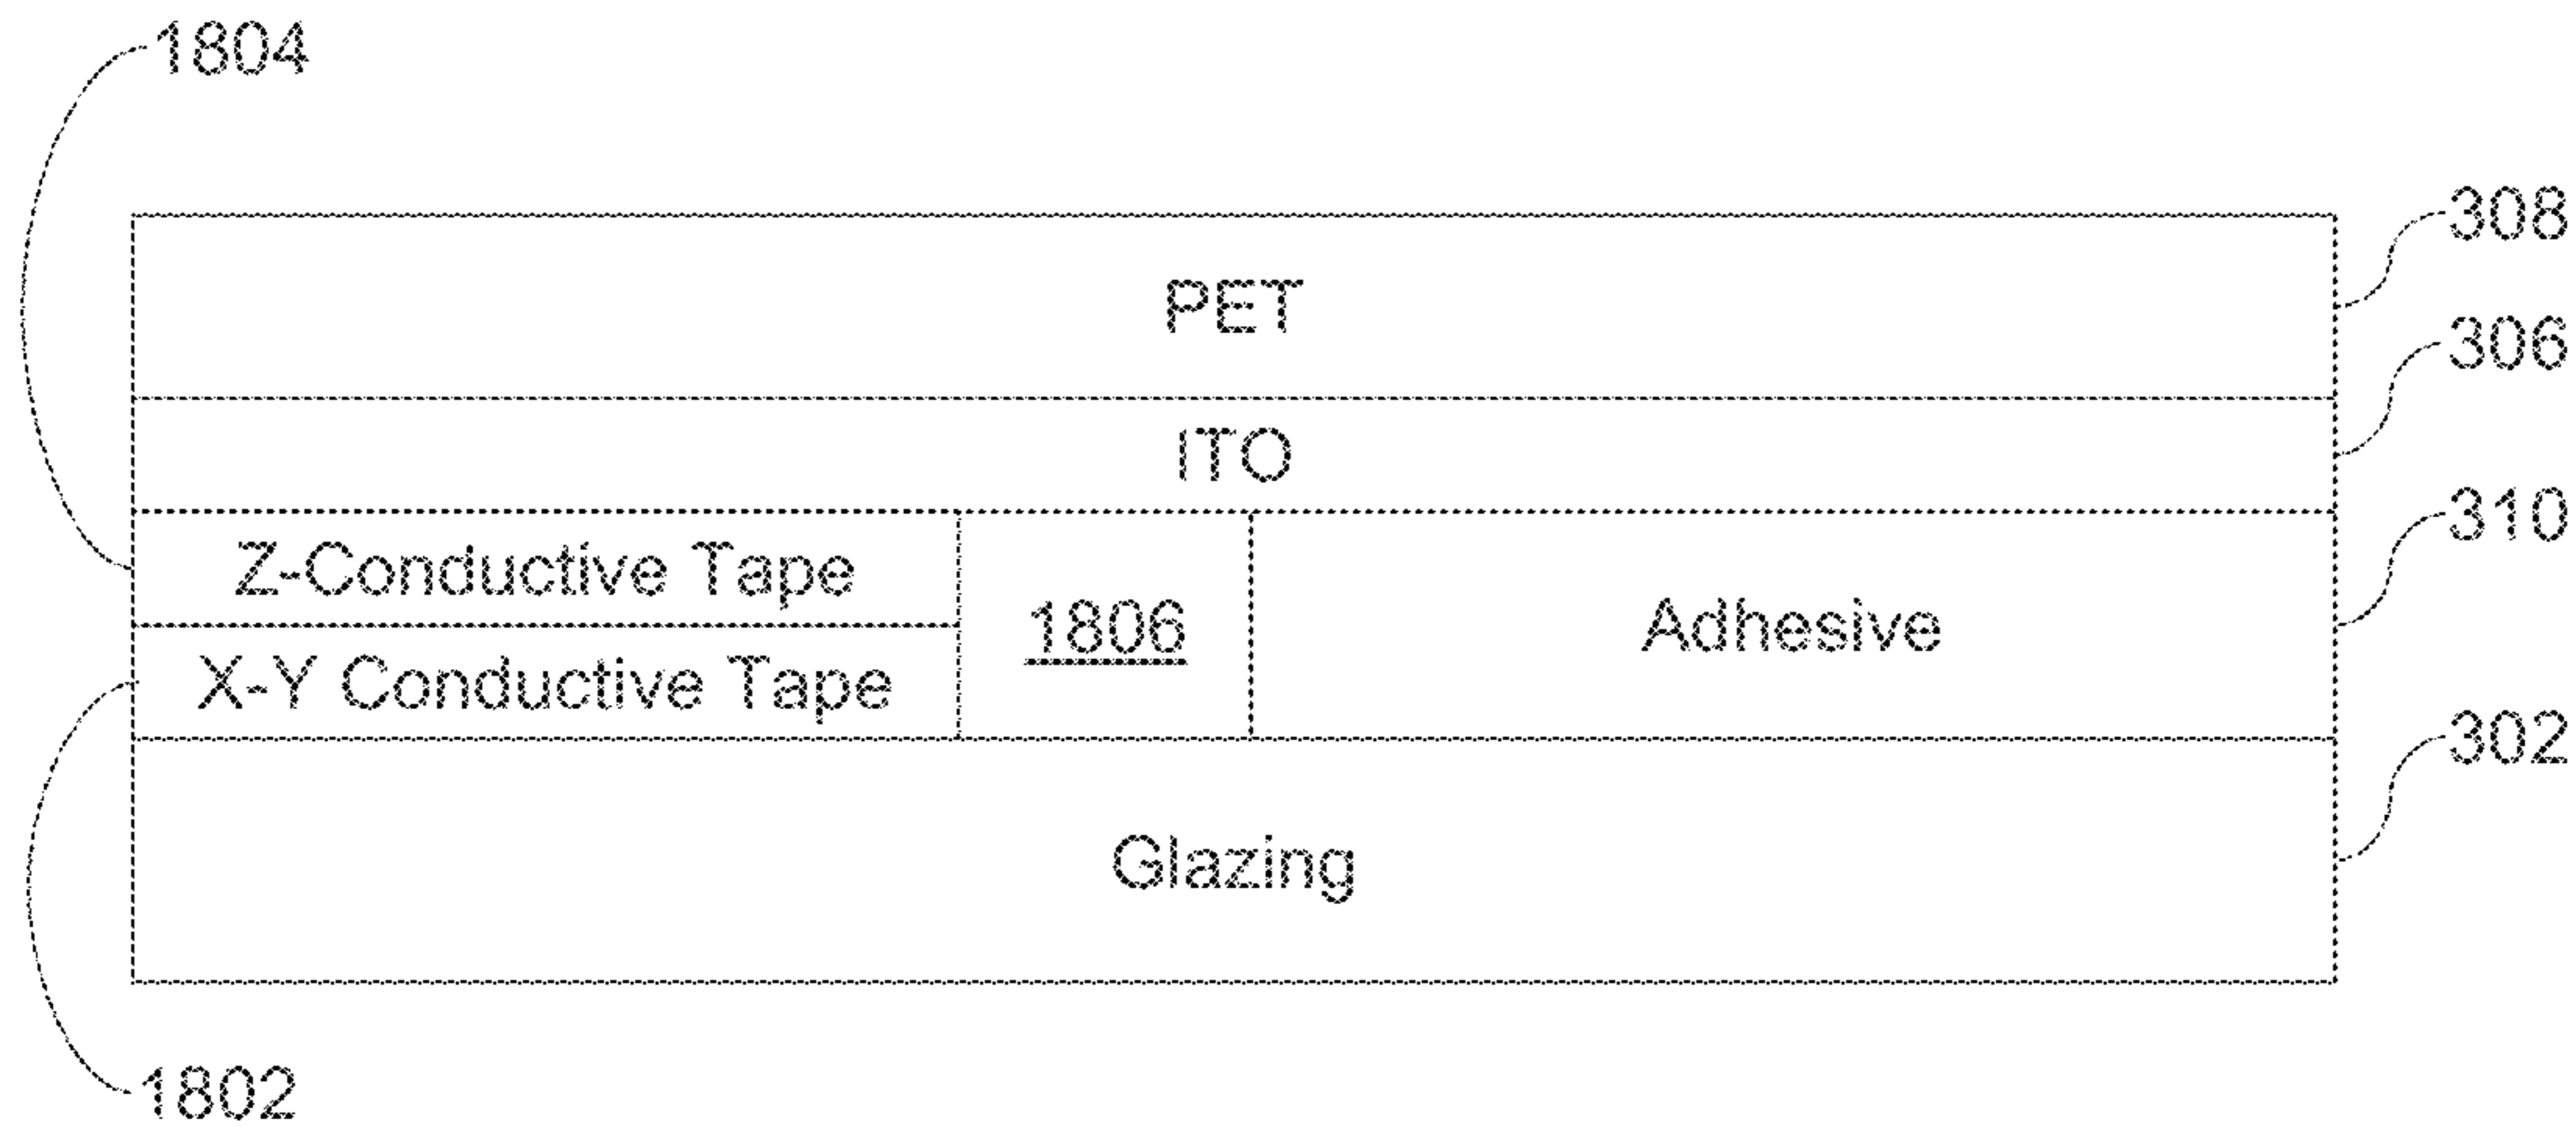 1804
308
PET
306
ITO
310
Z-Conductive Tape
1806
Adhesive
X-Y Conductive Tape
302
Glazing
1802